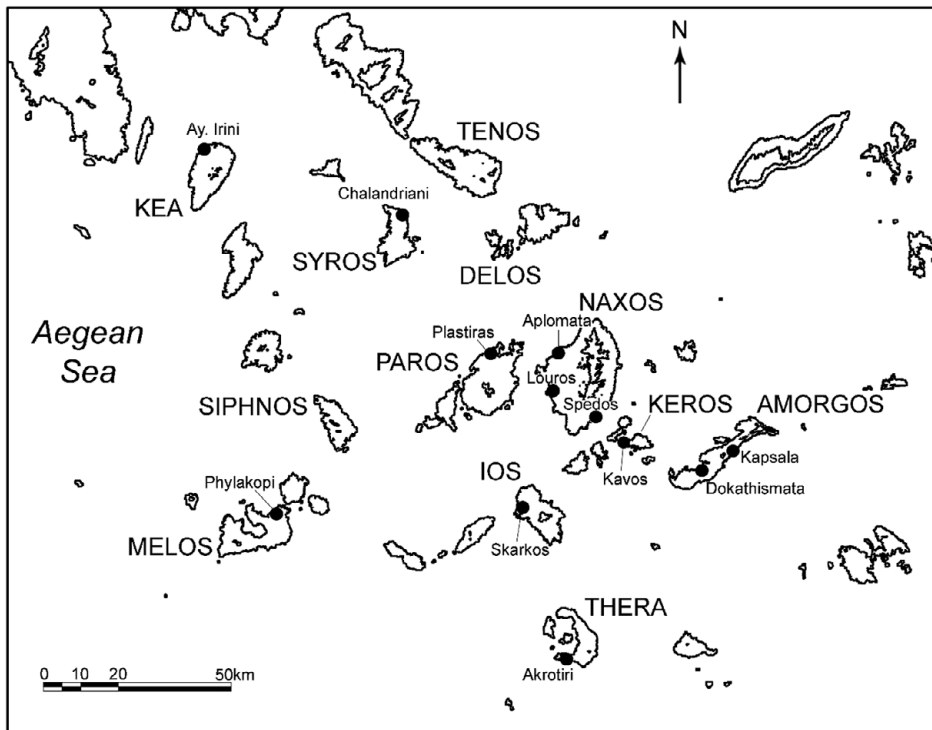 N
TENOS
Ay. Irini
Chalandriani
KEA
SYROS
DELOS
NAXOS
Aegean
Sea
Plastiras
Aplomata
PAROS
Louros
Spedos
KEROS
AMORGOS
SIPHNOS
Kapsala
IOS
Kavos
Dokathismata
Phylakopi
MELOS
Skarkos
THERA
Akrotiri
0 10 20 50km